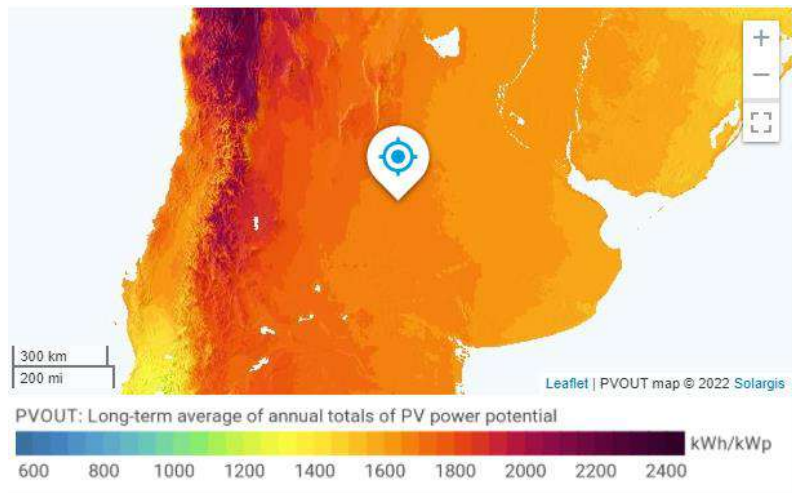 +
−
300 km
200 mi
Leaflet | PVOUT map © 2022 Solargis
PVOUT: Long-term average of annual totals of PV power potential
kWh/kWp
600 800 1000 1200 1400 1600 1800 2000 2200 2400